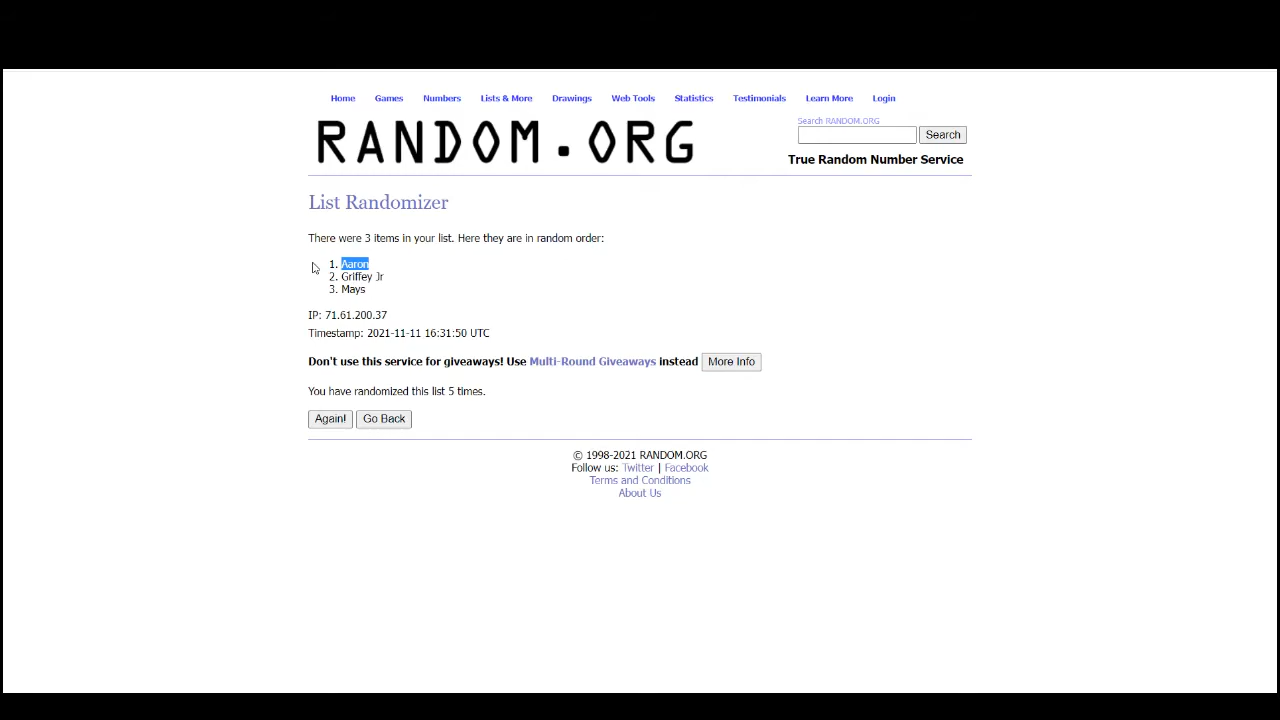 Home Games Numbers Lists & More Drawings Web Tools Statistics Testimonials Learn More Login
RANDOM.ORG
Search RANDOM.ORG
Search
True Random Number Service
List Randomizer
There were 3 items in your list. Here they are in random order:
1. Aaron
2. Griffey Jr
3. Mays
IP: 71.61.200.37
Timestamp: 2021-11-11 16:31:50 UTC
Don't use this service for giveaways! Use Multi-Round Giveaways instead More Info
You have randomized this list 5 times.
Again! Go Back
© 1998-2021 RANDOM.ORG
Follow us: Twitter | Facebook
Terms and Conditions
About Us